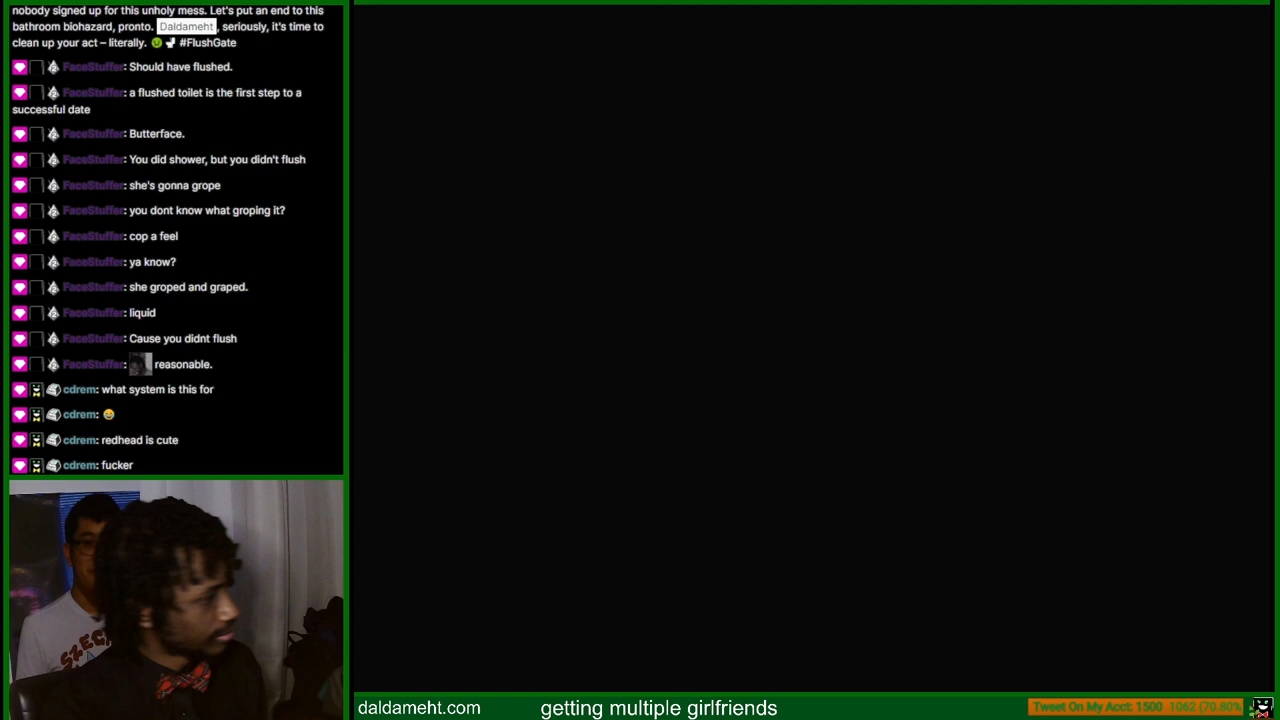 nobody signed up for this unholy mess. Let's put an end to this
bathroom biohazard, pronto. Daldameht, seriously, it's time to
clean up your act – literally. 🤢 🚽 #FlushGate
FaceStuffer: Should have flushed.
FaceStuffer: a flushed toilet is the first step to a
successful date
FaceStuffer: Butterface.
FaceStuffer: You did shower, but you didn't flush
FaceStuffer: she's gonna grope
FaceStuffer: you dont know what groping it?
FaceStuffer: cop a feel
FaceStuffer: ya know?
FaceStuffer: she groped and graped.
FaceStuffer: liquid
FaceStuffer: Cause you didnt flush
FaceStuffer: reasonable.
cdrem: what system is this for
cdrem: 😂
cdrem: redhead is cute
cdrem: fucker
daldameht.com
getting multiple girlfriends
Tweet On My Acct: 1500 1062 (70.80%